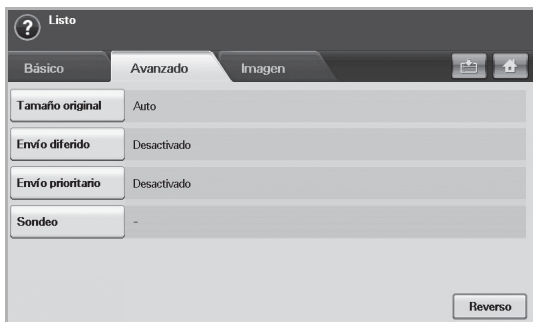 ? Listo
Básico Avanzado Imagen
Tamaño original Auto
Envío diferido Desactivado
Envío prioritario Desactivado
Sondeo -
Reverso